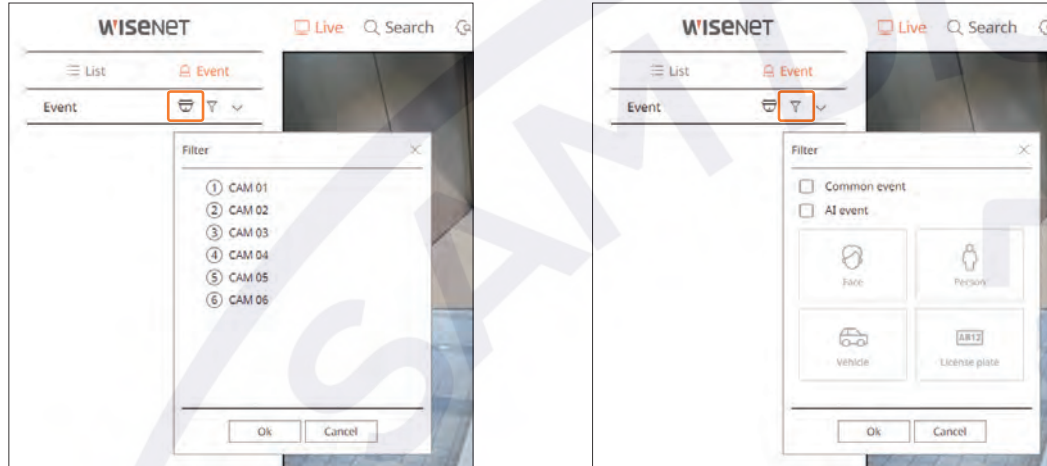 WISENET
Live
Search
List
Event
Event
Filter
1 CAM 01
2 CAM 02
3 CAM 03
4 CAM 04
5 CAM 05
6 CAM 06
Ok
Cancel
WISENET
Live
Search
List
Event
Event
Filter
Common event
AI event
Face
Person
Vehicle
AB12
License plate
Ok
Cancel